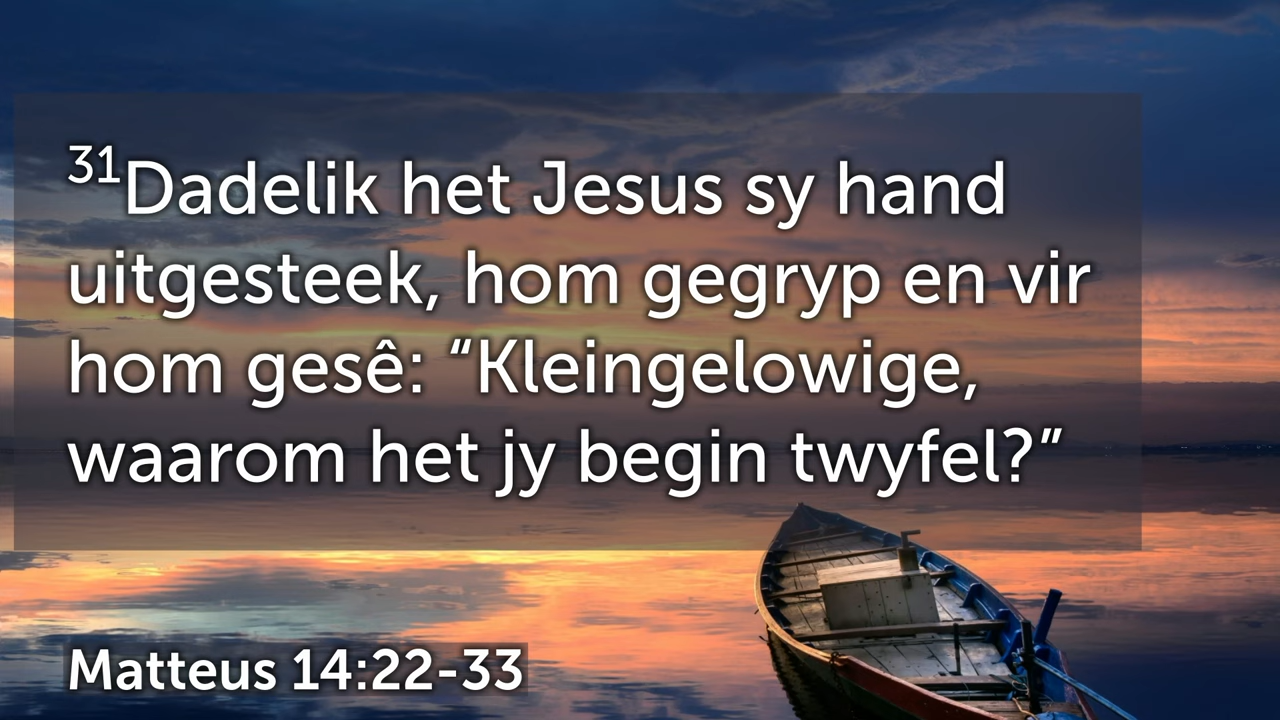 31Dadelik het Jesus sy hand
uitgesteek, hom gegryp en vir
hom gesê: “Kleingelowige,
waarom het jy begin twyfel?”
Matteus 14:22-33